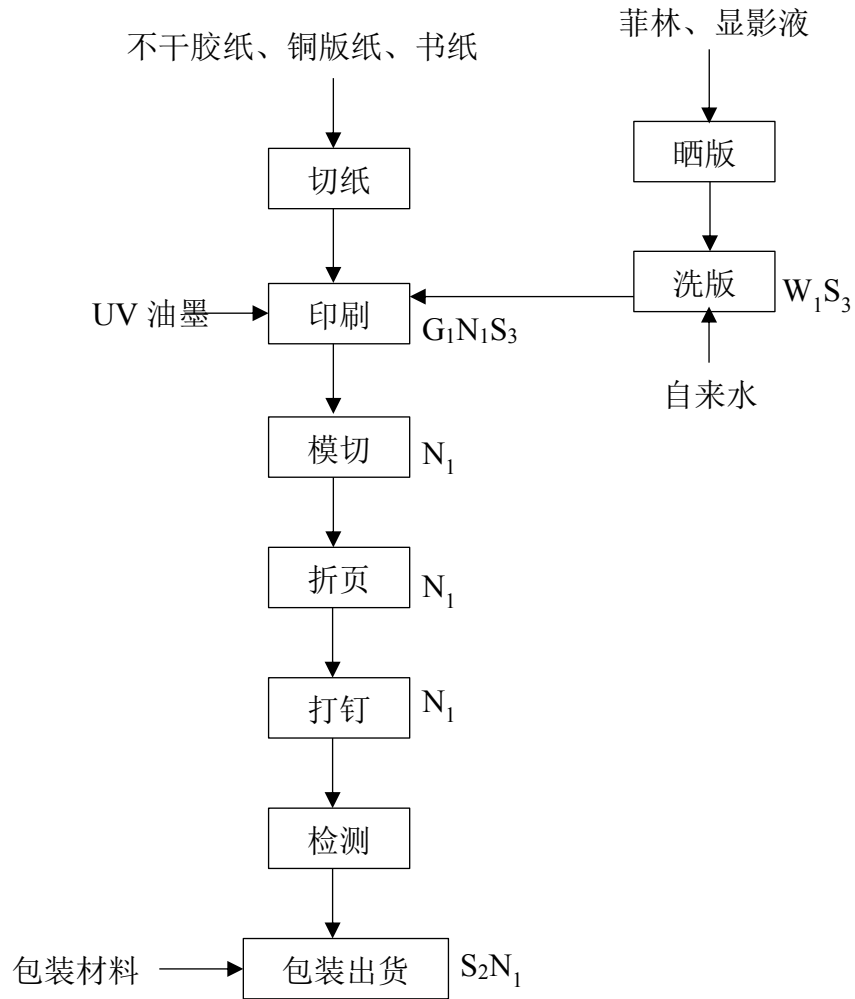 菲林、显影液
不干胶纸、铜版纸、书纸
晒版
切纸
洗版 W₁S₃
UV 油墨 印刷 G₁N₁S₃
自来水
模切 N₁
折页 N₁
打钉 N₁
检测
包装材料 包装出货 S₂N₁